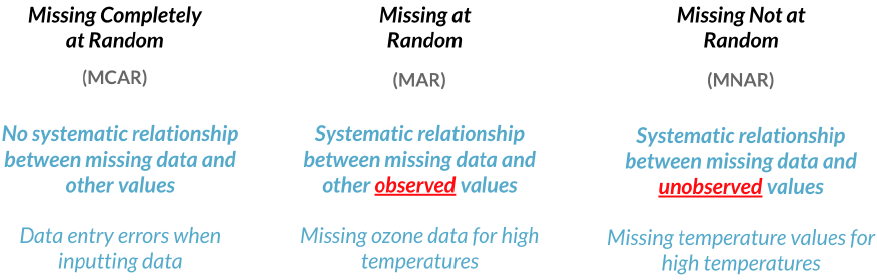 Missing Completely
at Random
(MCAR)
No systematic relationship
between missing data and
other values
Data entry errors when
inputting data
Missing at
Random
(MAR)
Systematic relationship
between missing data and
other observed values
Missing ozone data for high
temperatures
Missing Not at
Random
(MNAR)
Systematic relationship
between missing data and
unobserved values
Missing temperature values for
high temperatures